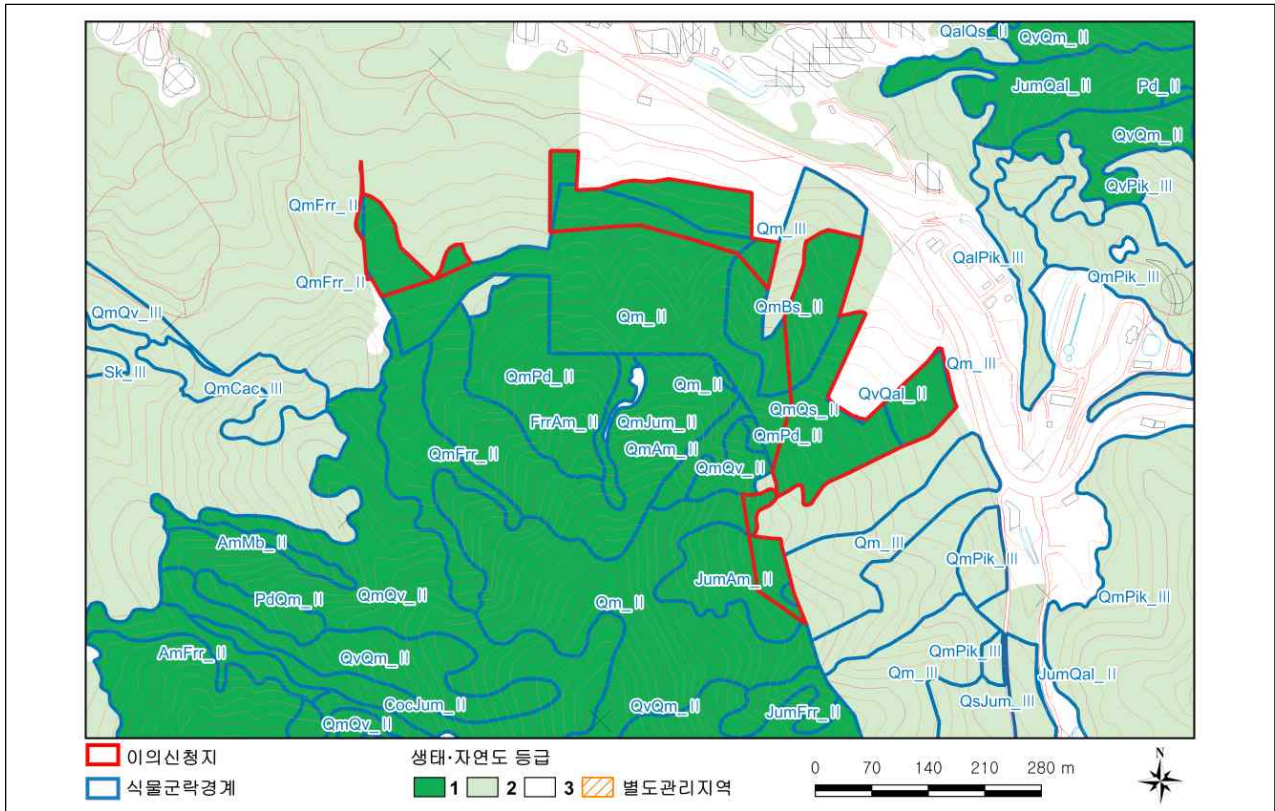 QalQs_Ⅱ
QvQm_Ⅱ
JumQal_Ⅱ
Pd_Ⅱ
QvQm_Ⅱ
QvPik_Ⅲ
QmFrr_Ⅱ
Qm_Ⅲ
QalPik_Ⅲ
QmPik_Ⅲ
QmFrr_Ⅱ
QmQv_Ⅲ
QmBs_Ⅱ
Qm_Ⅱ
Sk_Ⅲ
QmCac_Ⅲ
QmPd_Ⅱ
Qm_Ⅱ
Qm_Ⅲ
QvQal_Ⅱ
FrrAm_Ⅱ
QmJum_Ⅱ
QmQs_Ⅱ
QmPd_Ⅱ
QmFrr_Ⅱ
QmAm_Ⅱ
QmQv_Ⅱ
AmMb_Ⅱ
Qm_Ⅲ
QmPik_Ⅲ
JumAm_Ⅱ
PdQm_Ⅱ
QmQv_Ⅱ
Qm_Ⅱ
QmPik_Ⅲ
AmFrr_Ⅱ
QvQm_Ⅱ
QmPik_Ⅲ
Qm_Ⅲ
JumQal_Ⅱ
CocJum_Ⅱ
QvQm_Ⅱ
JumFrr_Ⅱ
QsJum_Ⅲ
QmQv_Ⅱ
이의신청지
식물군락경계
생태·자연도 등급
1 2 3 별도관리지역
0 70 140 210 280 m
N